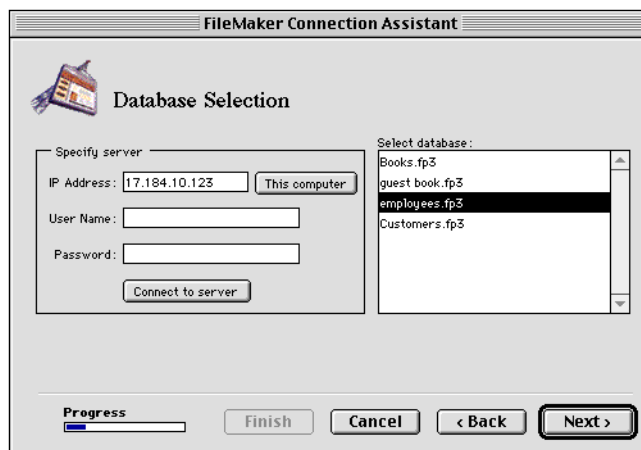 FileMaker Connection Assistant
Database Selection
Specify server
IP Address: 17.184.10.123 This computer
User Name:
Password:
Connect to server
Select database:
Books.fp3
guest book.fp3
employees.fp3
Customers.fp3
Progress
Finish Cancel ‹ Back Next ›